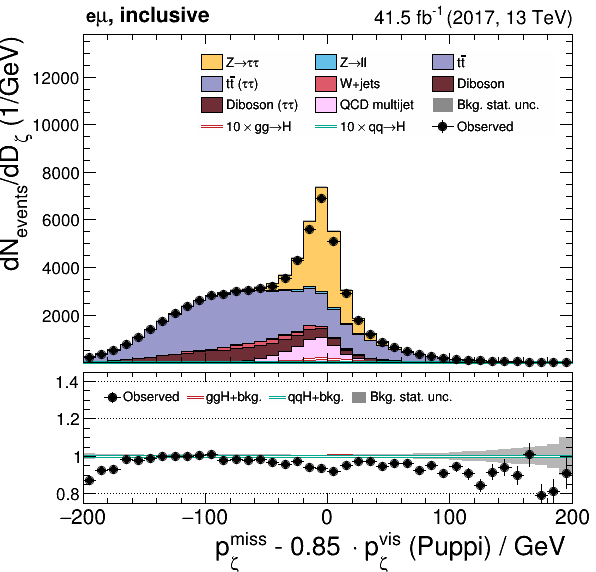 eμ, inclusive 41.5 fb⁻¹ (2017, 13 TeV)
dN_events/dD_ζ (1/GeV)
12000
10000
8000
6000
4000
2000
Z→ττ Z→ll tt̄
tt̄ (ττ) W+jets Diboson
Diboson (ττ) QCD multijet Bkg. stat. unc.
10 × gg→H 10 × qq→H Observed
1.4
1.2
1
0.8
Observed ggH+bkg. qqH+bkg. Bkg. stat. unc.
−200 −100 0 100 200
p_ζ^miss - 0.85 · p_ζ^vis (Puppi) / GeV